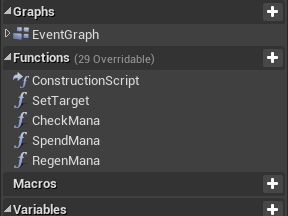 Graphs
EventGraph
Functions (29 Overridable)
ConstructionScript
SetTarget
CheckMana
SpendMana
RegenMana
Macros
Variables